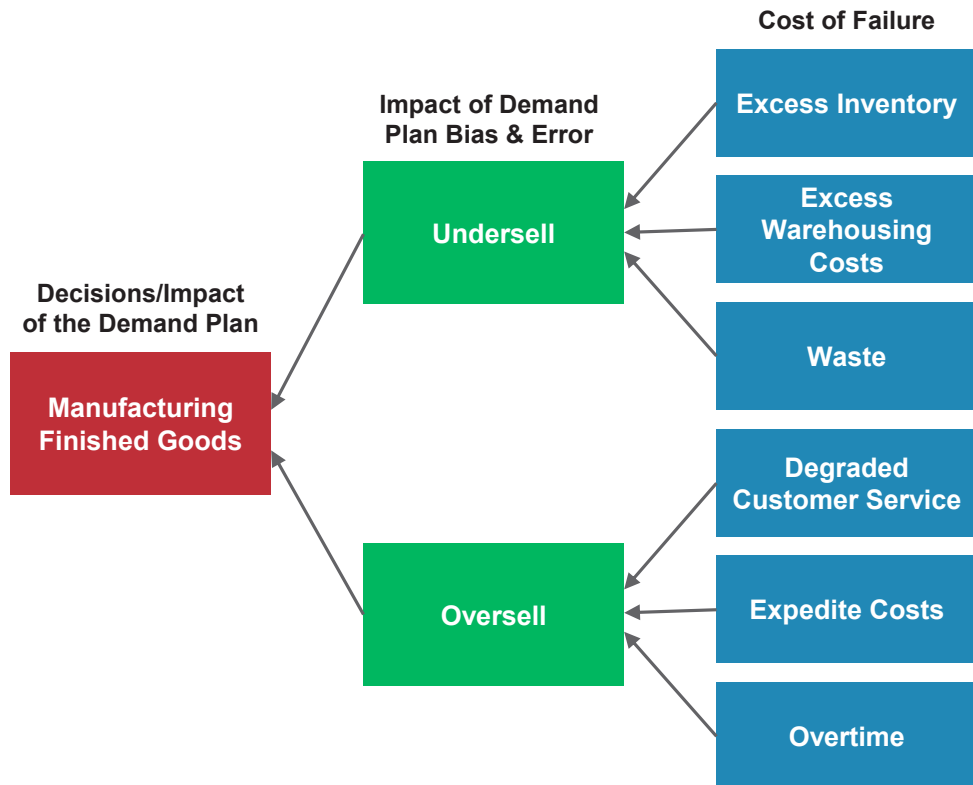 Cost of Failure
Excess Inventory
Impact of Demand
Plan Bias & Error
Excess
Warehousing
Costs
Undersell
Decisions/Impact
of the Demand Plan
Waste
Manufacturing
Finished Goods
Degraded
Customer Service
Oversell
Expedite Costs
Overtime